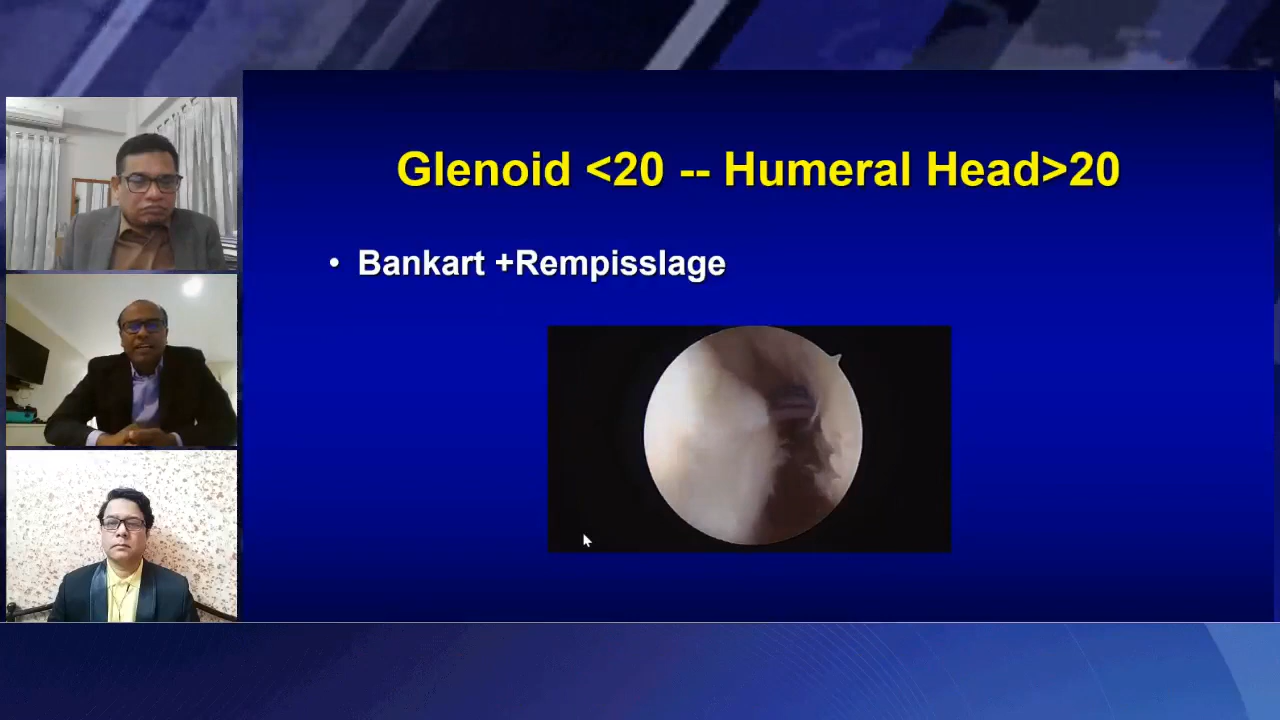 Glenoid <20 -- Humeral Head>20
• Bankart +Rempisslage